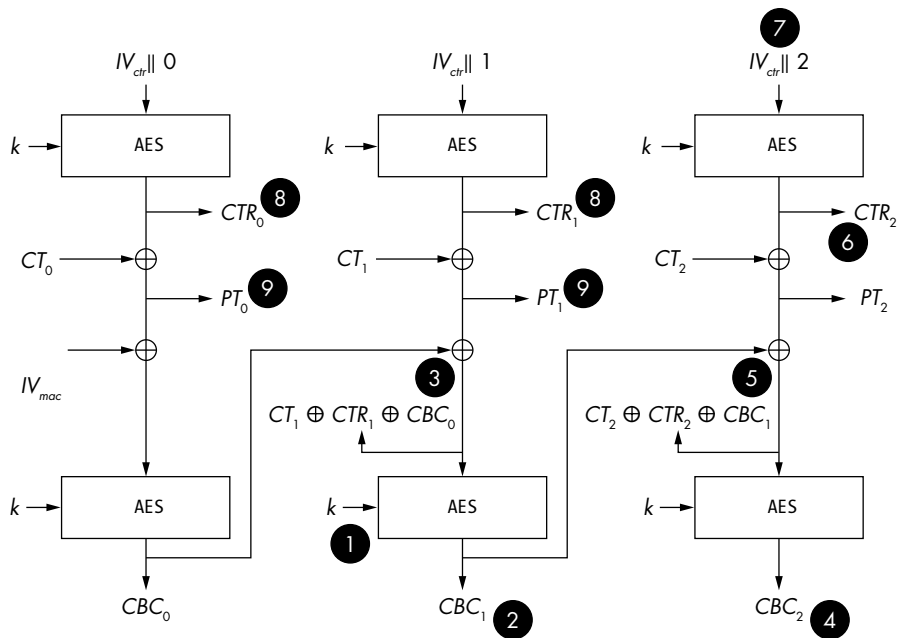 7
IV_ctr|| 0
IV_ctr|| 1
IV_ctr|| 2
k
AES
k
AES
k
AES
CTR_0
8
CTR_1
8
CTR_2
6
CT_0
CT_1
CT_2
PT_0
9
PT_1
9
PT_2
IV_mac
3
5
CT_1 ⊕ CTR_1 ⊕ CBC_0
CT_2 ⊕ CTR_2 ⊕ CBC_1
k
AES
k
AES
k
AES
1
CBC_0
CBC_1
2
CBC_2
4